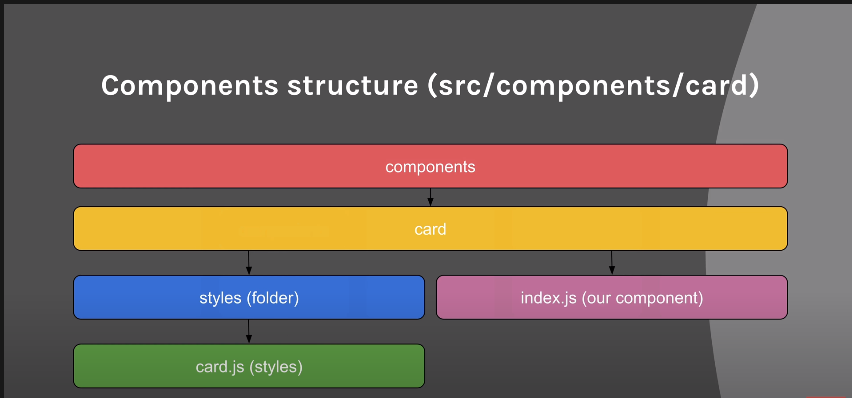 Components structure (src/components/card)
components
card
styles (folder)
index.js (our component)
card.js (styles)